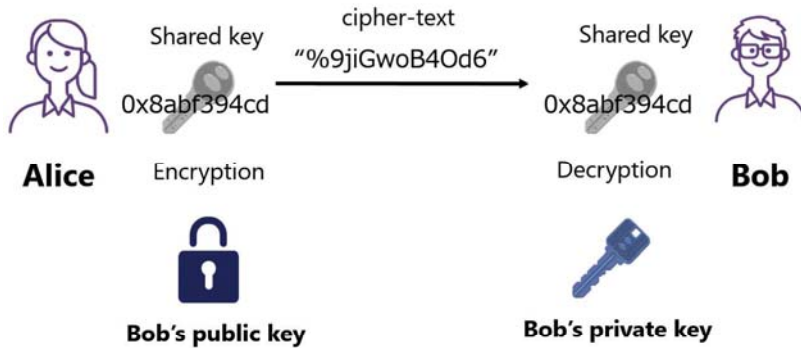 cipher-text
Shared key
Shared key
“%9jiGwoB4Od6”
0x8abf394cd
0x8abf394cd
Alice
Encryption
Decryption
Bob
Bob’s public key
Bob’s private key